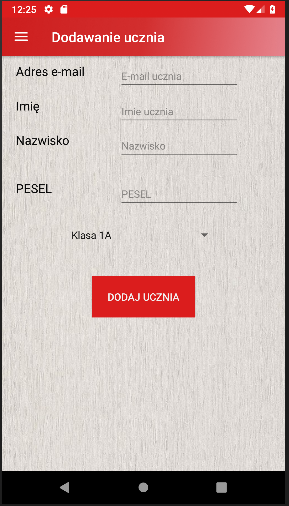 12:25
Dodawanie ucznia
Adres e-mail
E-mail ucznia
Imię
Imie ucznia
Nazwisko
Nazwisko
PESEL
PESEL
Klasa 1A
DODAJ UCZNIA